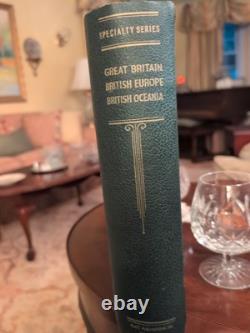 SPECIALTY SERIES
GREAT BRITAIN
BRITISH EUROPE
BRITISH OCEANIA